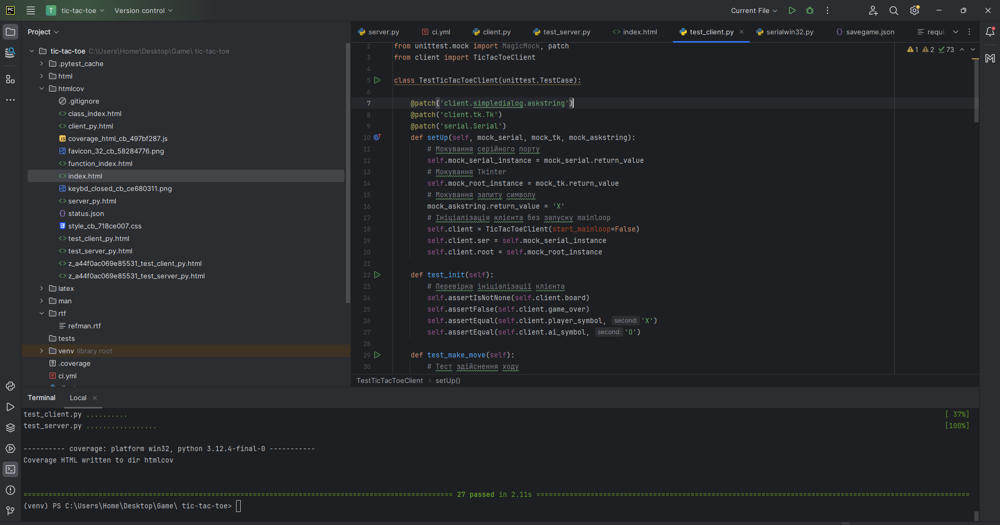 PC T tic-tac-toe Version control Current File
Project
tic-tac-toe C:\Users\Home\Desktop\Game\ tic-tac-toe
.pytest_cache
html
htmlcov
.gitignore
class_index.html
client_py.html
coverage_html_cb_497bf287.js
favicon_32_cb_58284776.png
function_index.html
index.html
keybd_closed_cb_ce680311.png
server_py.html
status.json
style_cb_718ce007.css
test_client_py.html
test_server_py.html
z_a44f0ac069e85531_test_client_py.html
z_a44f0ac069e85531_test_server_py.html
latex
man
rtf
refman.rtf
tests
venv library root
.coverage
ci.yml
server.py ci.yml client.py test_server.py index.html test_client.py serialwin32.py savegame.json requi
1 2 73
2 from unittest.mock import MagicMock, patch
3 from client import TicTacToeClient
4
5 class TestTicTacToeClient(unittest.TestCase):
6
7 @patch('client.simpledialog.askstring')
8 @patch('client.tk.Tk')
9 @patch('serial.Serial')
10 def setUp(self, mock_serial, mock_tk, mock_askstring):
11 # Мокування серійного порту
12 self.mock_serial_instance = mock_serial.return_value
13 # Мокування Tkinter
14 self.mock_root_instance = mock_tk.return_value
15 # Мокування запиту символу
16 mock_askstring.return_value = 'X'
17 # Ініціалізація клієнта без запуску mainloop
18 self.client = TicTacToeClient(start_mainloop=False)
19 self.client.ser = self.mock_serial_instance
20 self.client.root = self.mock_root_instance
21
22 def test_init(self):
23 # Перевірка ініціалізації клієнта
24 self.assertIsNotNone(self.client.board)
25 self.assertFalse(self.client.game_over)
26 self.assertEqual(self.client.player_symbol, second: 'X')
27 self.assertEqual(self.client.ai_symbol, second: 'O')
28
29 def test_make_move(self):
30 # Тест здійснення ходу
TestTicTacToeClient › setUp()
Terminal Local
test_client.py .......... [ 37%]
test_server.py ................. [100%]
---------- coverage: platform win32, python 3.12.4-final-0 -----------
Coverage HTML written to dir htmlcov
27 passed in 2.11s
(venv) PS C:\Users\Home\Desktop\Game\ tic-tac-toe>